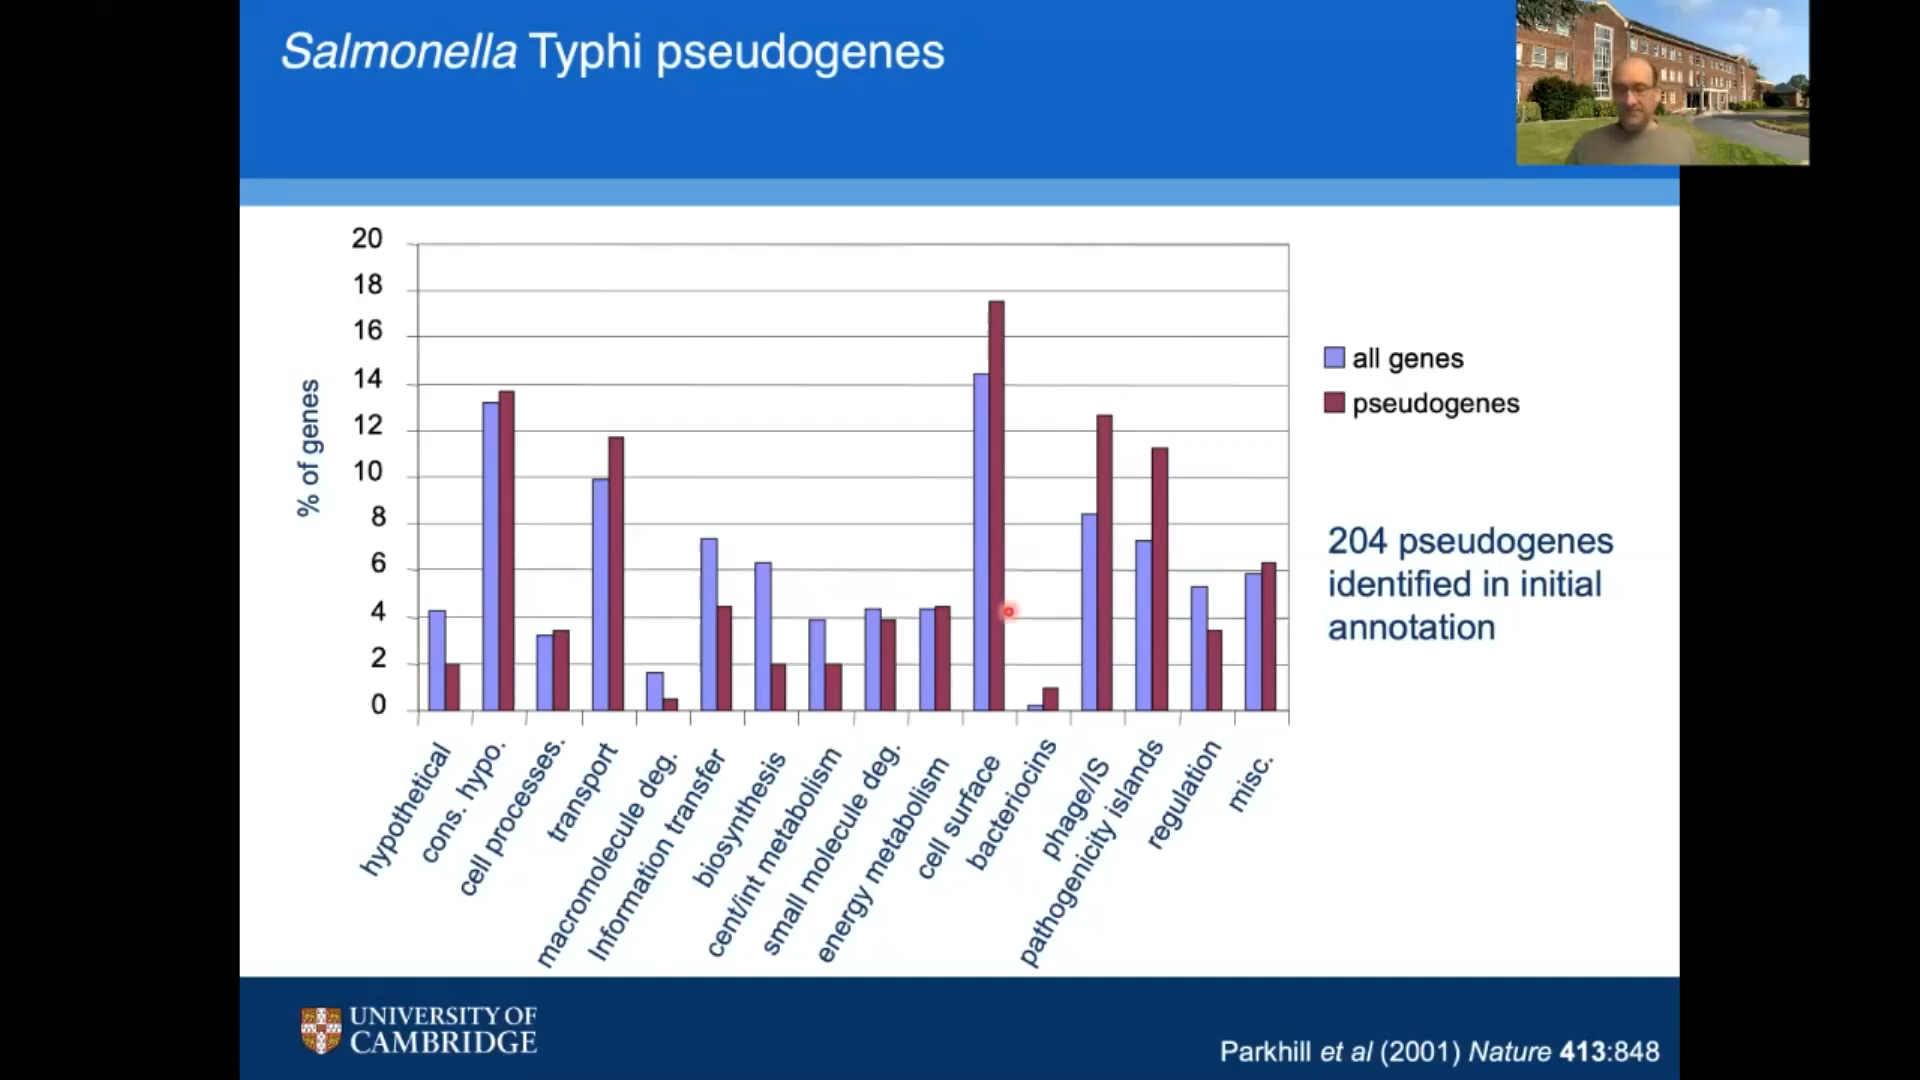 Salmonella Typhi pseudogenes
20
18
16
14
12
10
8
6
4
2
0
% of genes
hypothetical
cons. hypo.
cell processes.
transport
macromolecule deg.
Information transfer
biosynthesis
cent/int metabolism
small molecule deg.
energy metabolism
cell surface
bacteriocins
phage/IS
pathogenicity islands
regulation
misc.
all genes
pseudogenes
204 pseudogenes
identified in initial
annotation
UNIVERSITY OF
CAMBRIDGE
Parkhill et al (2001) Nature 413:848